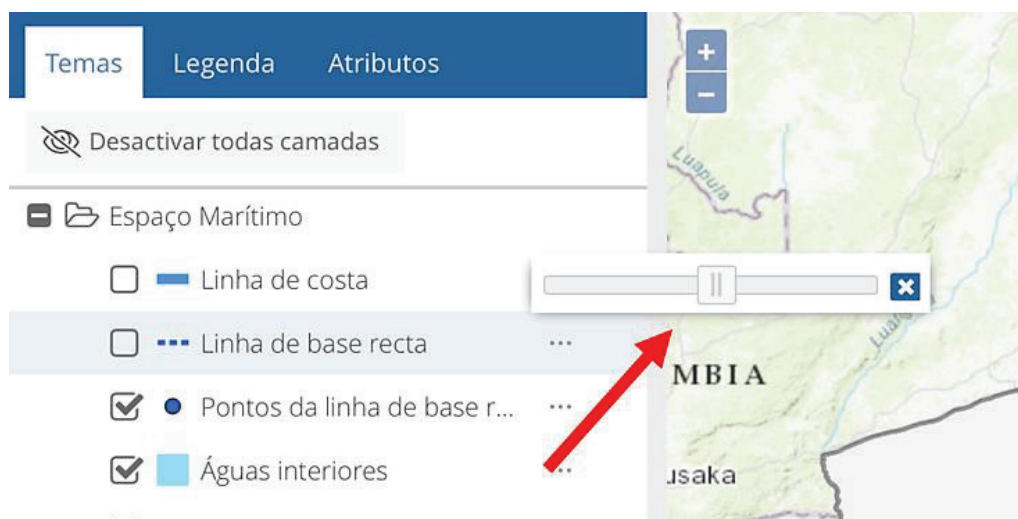 Temas Legenda Atributos
Desactivar todas camadas
Espaço Marítimo
Linha de costa
Linha de base recta ...
Pontos da linha de base r... ...
Águas interiores ...
+
−
Luapula
MBIA
usaka